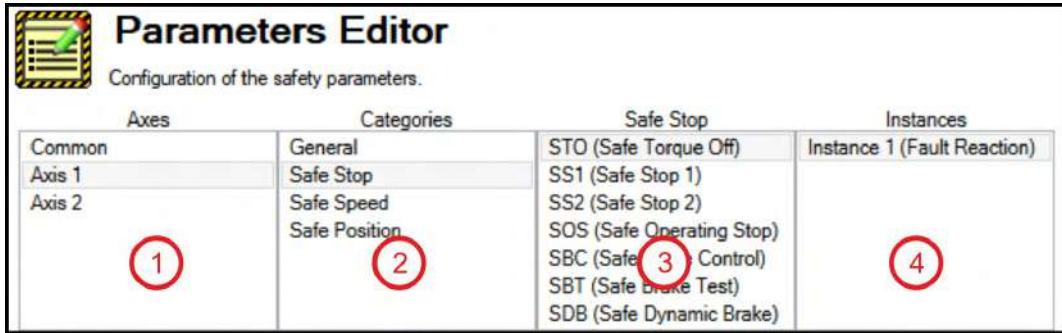 Parameters Editor
Configuration of the safety parameters.
Axes Categories Safe Stop Instances
Common General STO (Safe Torque Off) Instance 1 (Fault Reaction)
Axis 1 Safe Stop SS1 (Safe Stop 1)
Axis 2 Safe Speed SS2 (Safe Stop 2)
Safe Position SOS (Safe Operating Stop)
SBC (Safe Control)
SBT (Safe Brake Test)
SDB (Safe Dynamic Brake)
1 2 3 4